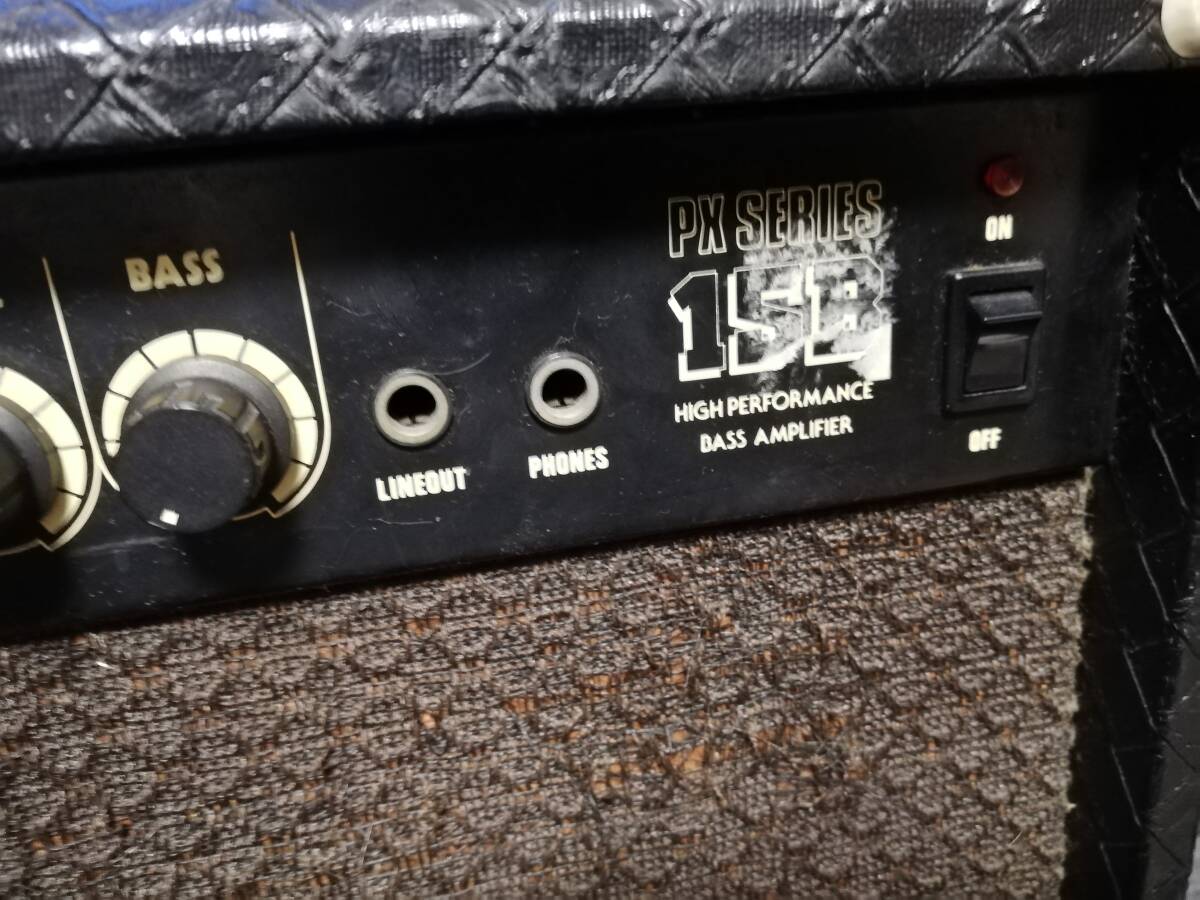 BASS
LINEOUT
PHONES
PX SERIES
15B
HIGH PERFORMANCE
BASS AMPLIFIER
ON
OFF